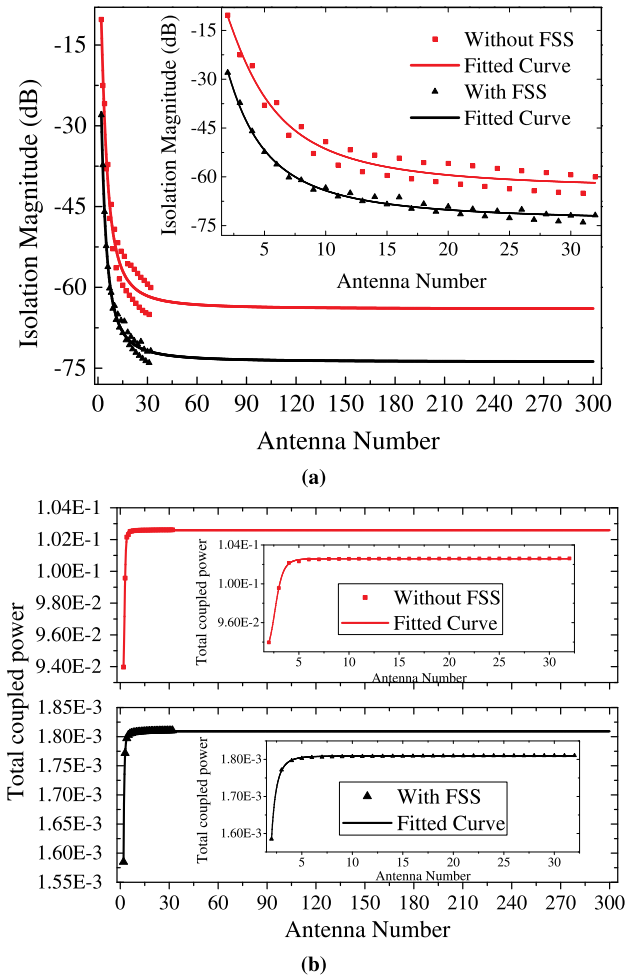 Isolation Magnitude (dB)
-15
-30
-45
-60
-75
0 30 60 90 120 150 180 210 240 270 300
Antenna Number
Isolation Magnitude (dB)
-15
-30
-45
-60
-75
5 10 15 20 25 30
Antenna Number
Without FSS
Fitted Curve
With FSS
Fitted Curve
(a)
Total coupled power
1.04E-1
1.02E-1
1.00E-1
9.80E-2
9.60E-2
9.40E-2
Total coupled power
1.04E-1
1.00E-1
9.60E-2
5 10 15 20 25 30
Antenna Number
Without FSS
Fitted Curve
1.85E-3
1.80E-3
1.75E-3
1.70E-3
1.65E-3
1.60E-3
1.55E-3
Total coupled power
1.80E-3
1.70E-3
1.60E-3
5 10 15 20 25 30
Antenna Number
With FSS
Fitted Curve
0 30 60 90 120 150 180 210 240 270 300
Antenna Number
(b)